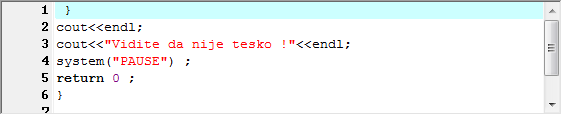 1 }
2 cout<<endl;
3 cout<<"Vidite da nije tesko !"<<endl;
4 system("PAUSE") ;
5 return 0 ;
6 }
7